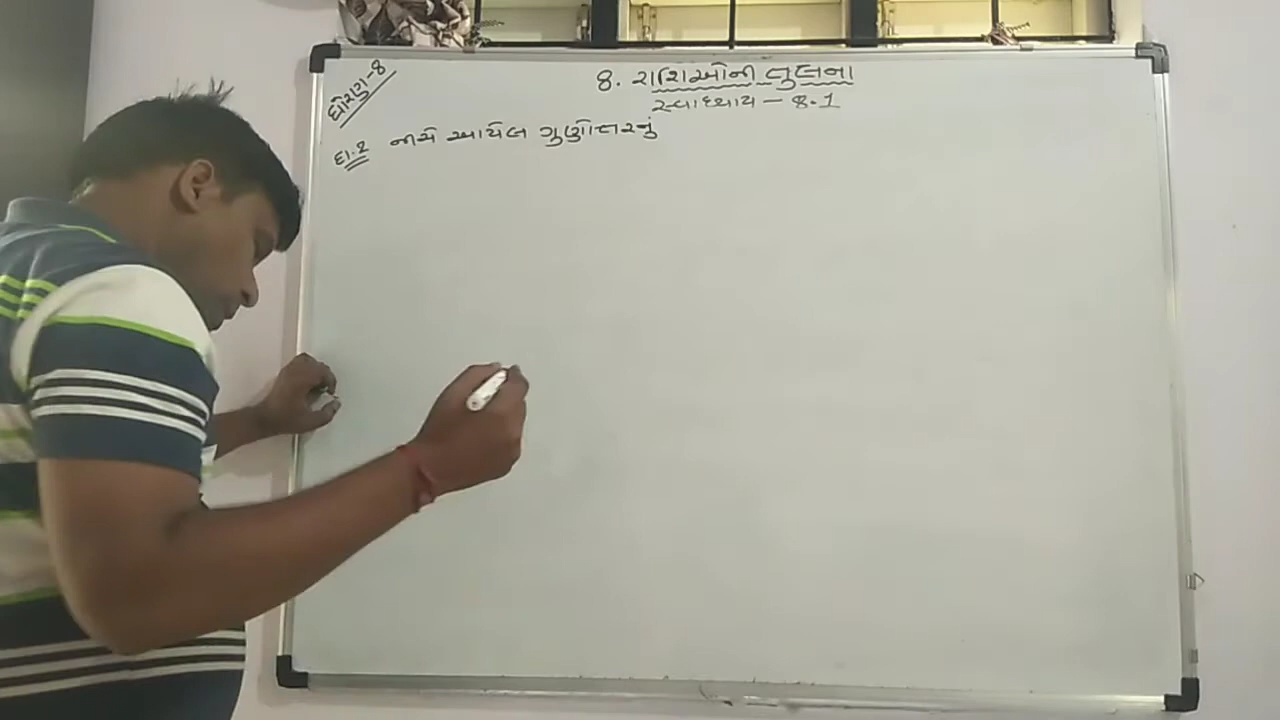 ધોરણ-8
8. રાશિઓની તુલના
સ્વાધ્યાય - 8.1
દા.2 નીચે આપેલ ગુણોત્તરનું